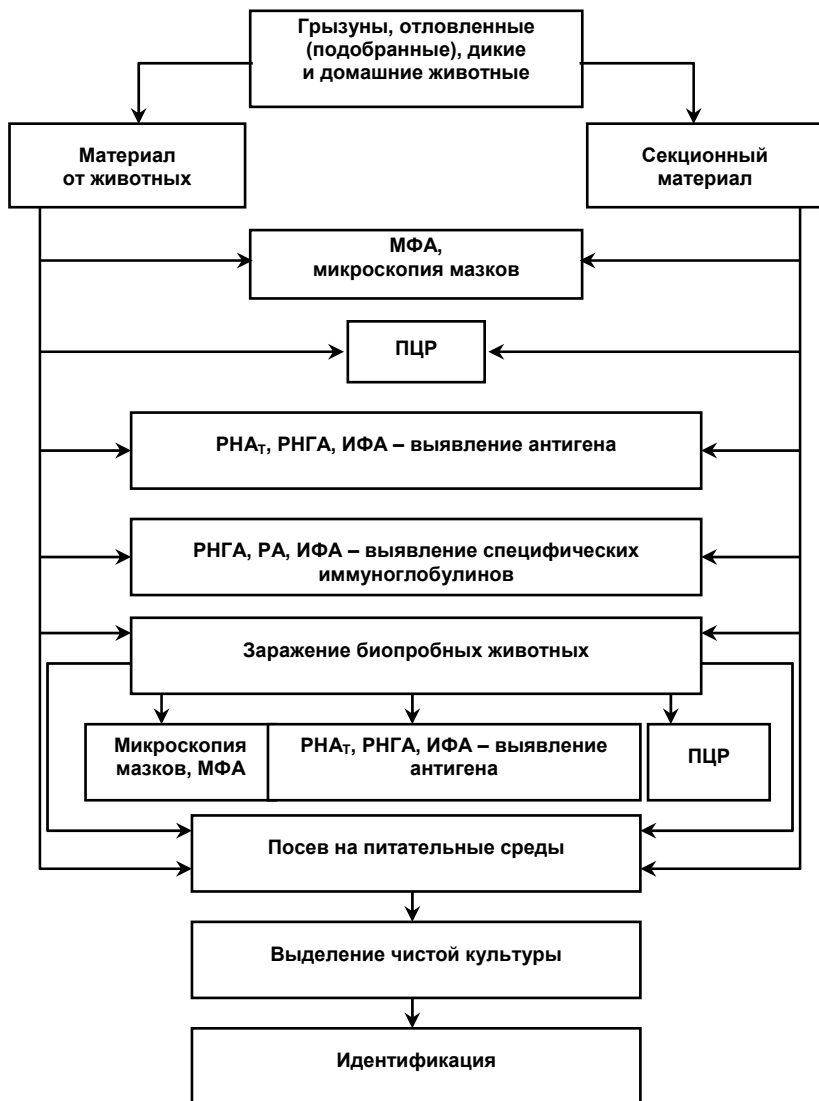 Грызуны, отловленные
(подобранные), дикие
и домашние животные
Материал
от животных
Секционный
материал
МФА,
микроскопия мазков
ПЦР
РНАТ, РНГА, ИФА – выявление антигена
РНГА, РА, ИФА – выявление специфических
иммуноглобулинов
Заражение биопробных животных
Микроскопия
мазков, МФА
РНАТ, РНГА, ИФА – выявление
антигена
ПЦР
Посев на питательные среды
Выделение чистой культуры
Идентификация